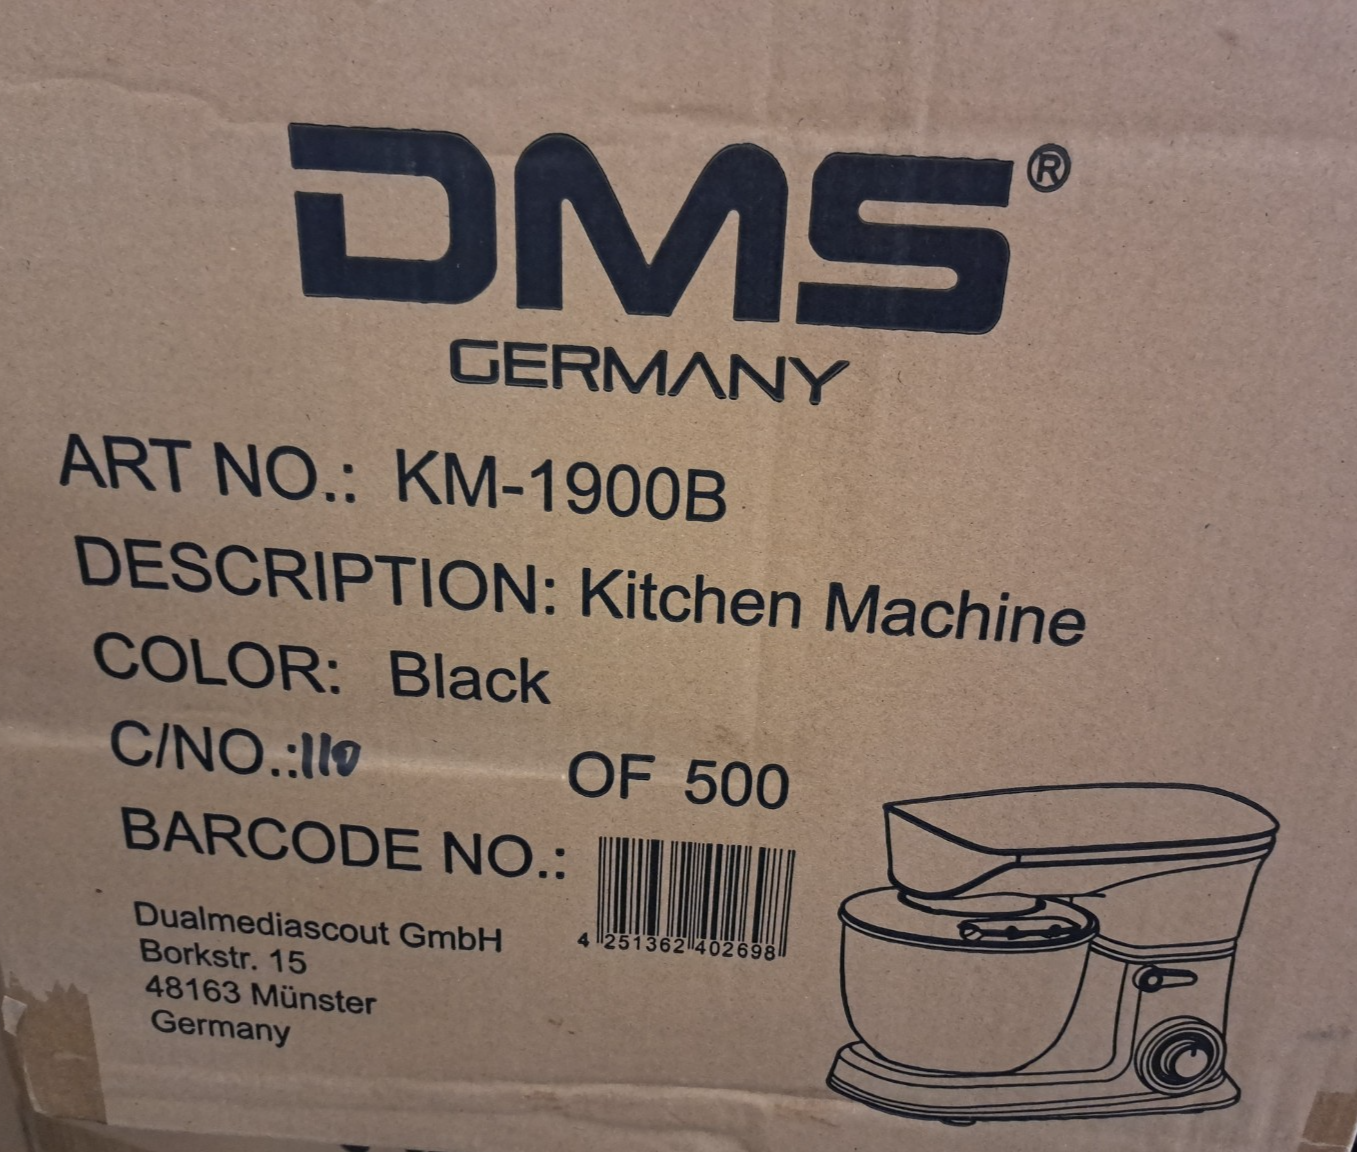 DMS®
GERMANY
ART NO.: KM-1900B
DESCRIPTION: Kitchen Machine
COLOR: Black
C/NO.:110 OF 500
BARCODE NO.:
4 251362 402698
Dualmediascout GmbH
Borkstr. 15
48163 Münster
Germany